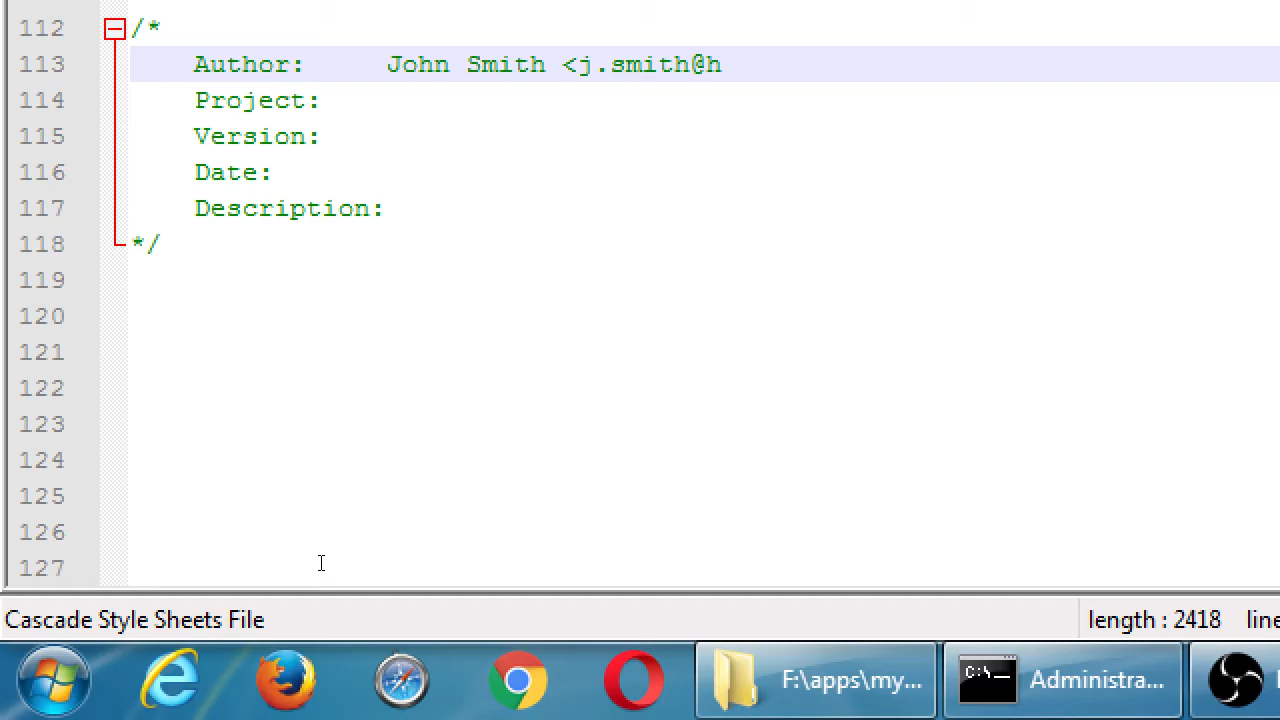 112 /*
113 Author: John Smith <j.smith@h
114 Project:
115 Version:
116 Date:
117 Description:
118 */
119
120
121
122
123
124
125
126
127
Cascade Style Sheets File length : 2418 line
F:\apps\my... C:\ Administra...